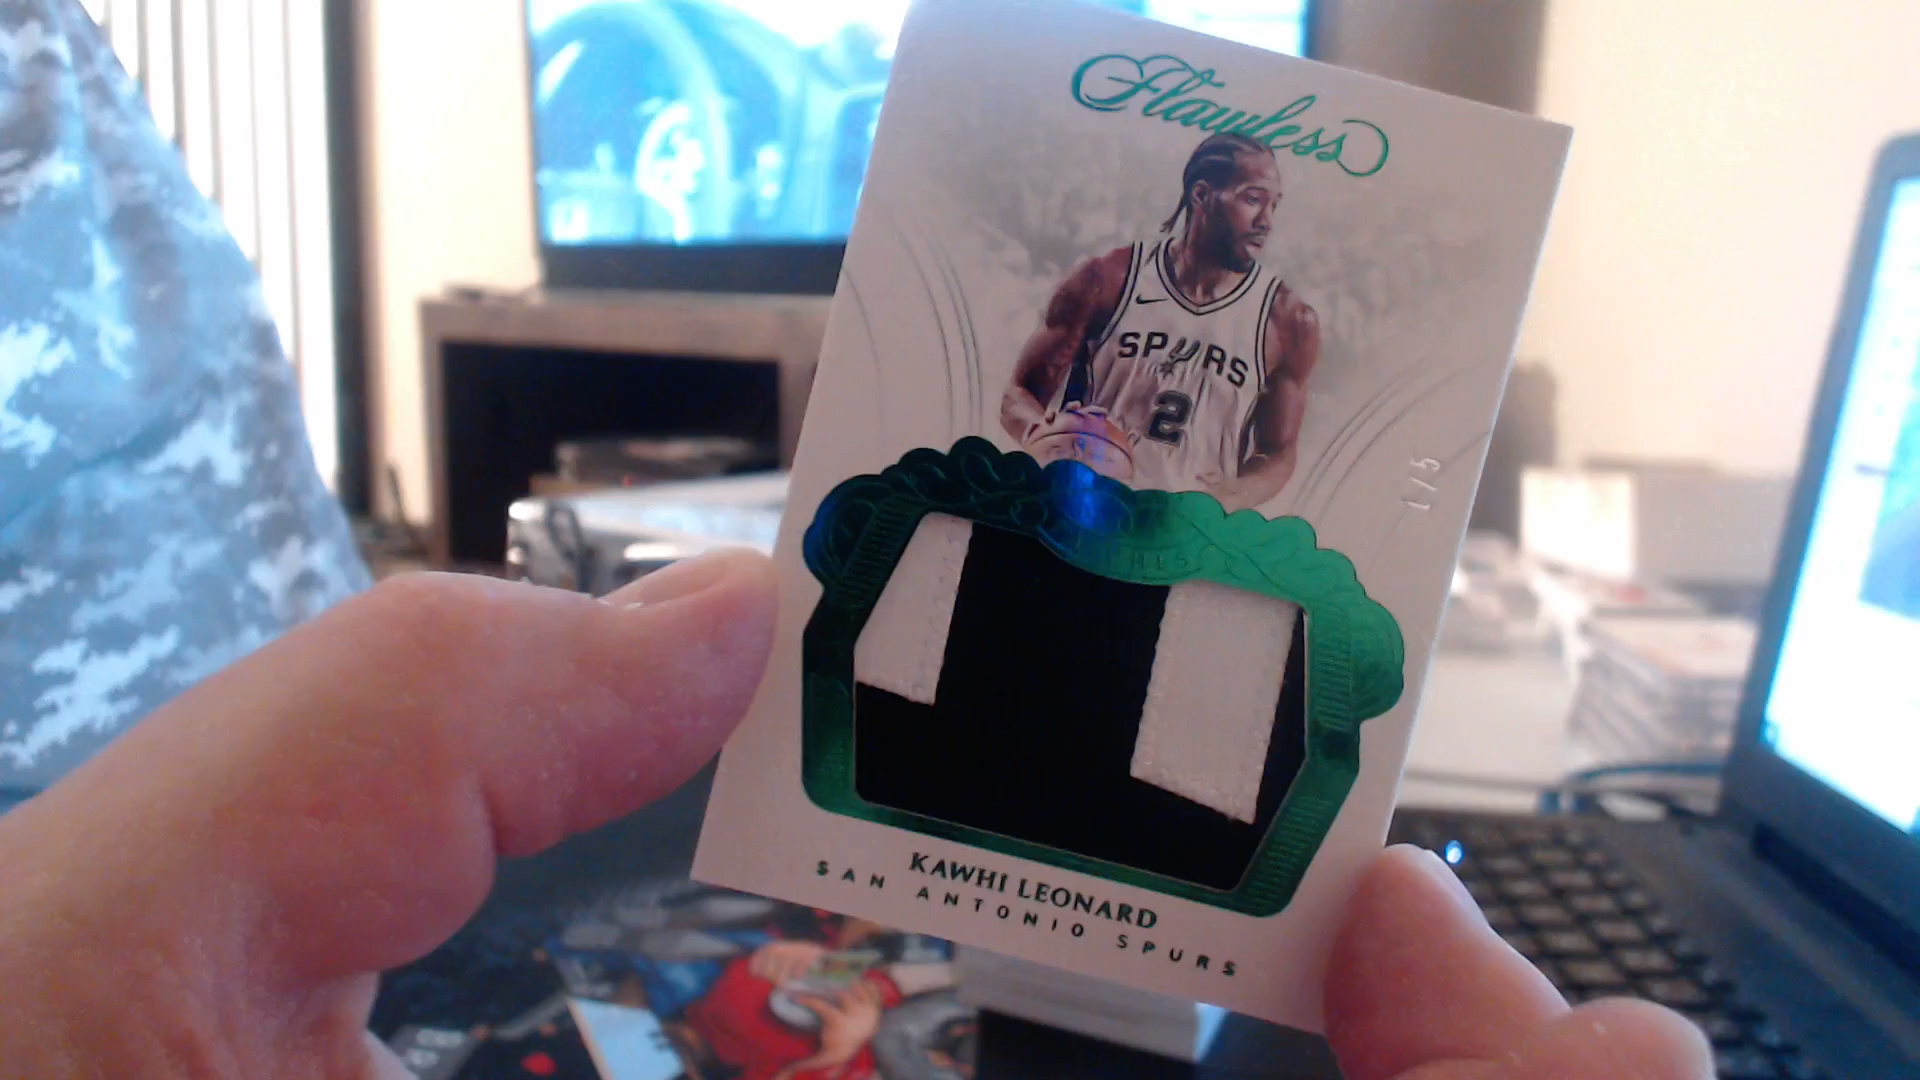 Flawless
SPURS
2
1/5
KAWHI LEONARD
SAN ANTONIO SPURS